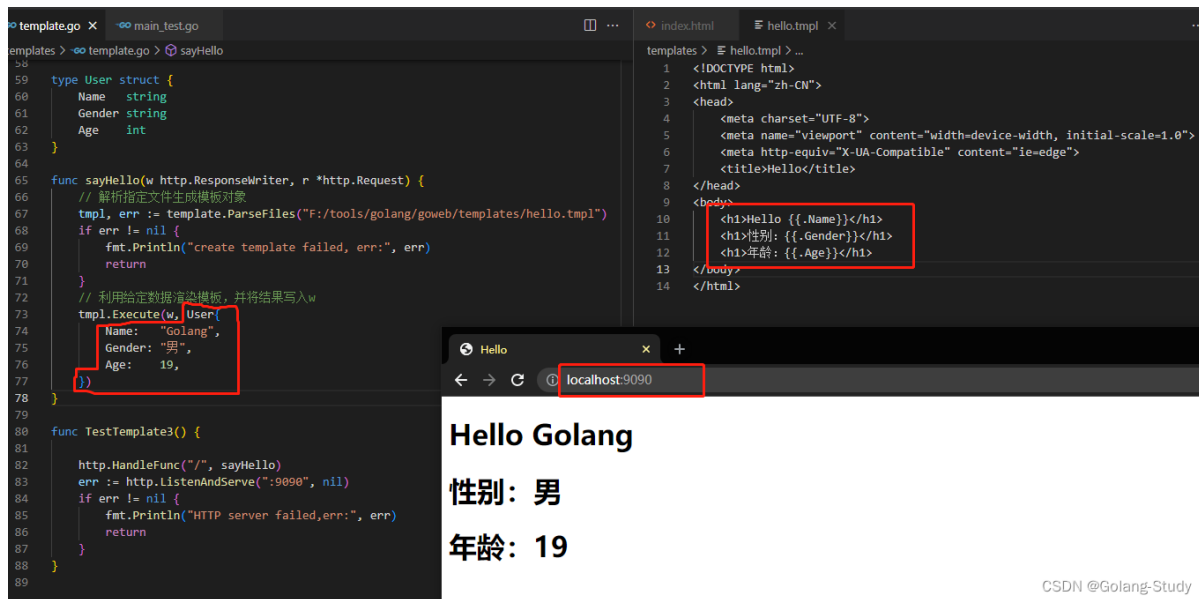 template.go
main_test.go
templates > template.go > sayHello
58
59 type User struct {
60 Name string
61 Gender string
62 Age int
63 }
64
65 func sayHello(w http.ResponseWriter, r *http.Request) {
66 // 解析指定文件生成模板对象
67 tmpl, err := template.ParseFiles("F:/tools/golang/goweb/templates/hello.tmpl")
68 if err != nil {
69 fmt.Println("create template failed, err:", err)
70 return
71 }
72 // 利用给定数据渲染模板，并将结果写入w
73 tmpl.Execute(w, User{
74 Name: "Golang",
75 Gender: "男",
76 Age: 19,
77 })
78 }
79
80 func TestTemplate3() {
81
82 http.HandleFunc("/", sayHello)
83 err := http.ListenAndServe(":9090", nil)
84 if err != nil {
85 fmt.Println("HTTP server failed,err:", err)
86 return
87 }
88 }
89
index.html
hello.tmpl
templates > hello.tmpl > ...
1 <!DOCTYPE html>
2 <html lang="zh-CN">
3 <head>
4 <meta charset="UTF-8">
5 <meta name="viewport" content="width=device-width, initial-scale=1.0">
6 <meta http-equiv="X-UA-Compatible" content="ie=edge">
7 <title>Hello</title>
8 </head>
9 <body>
10 <h1>Hello {{.Name}}</h1>
11 <h1>性别：{{.Gender}}</h1>
12 <h1>年龄：{{.Age}}</h1>
13 </body>
14 </html>
Hello
localhost:9090
Hello Golang
性别：男
年龄：19
CSDN @Golang-Study